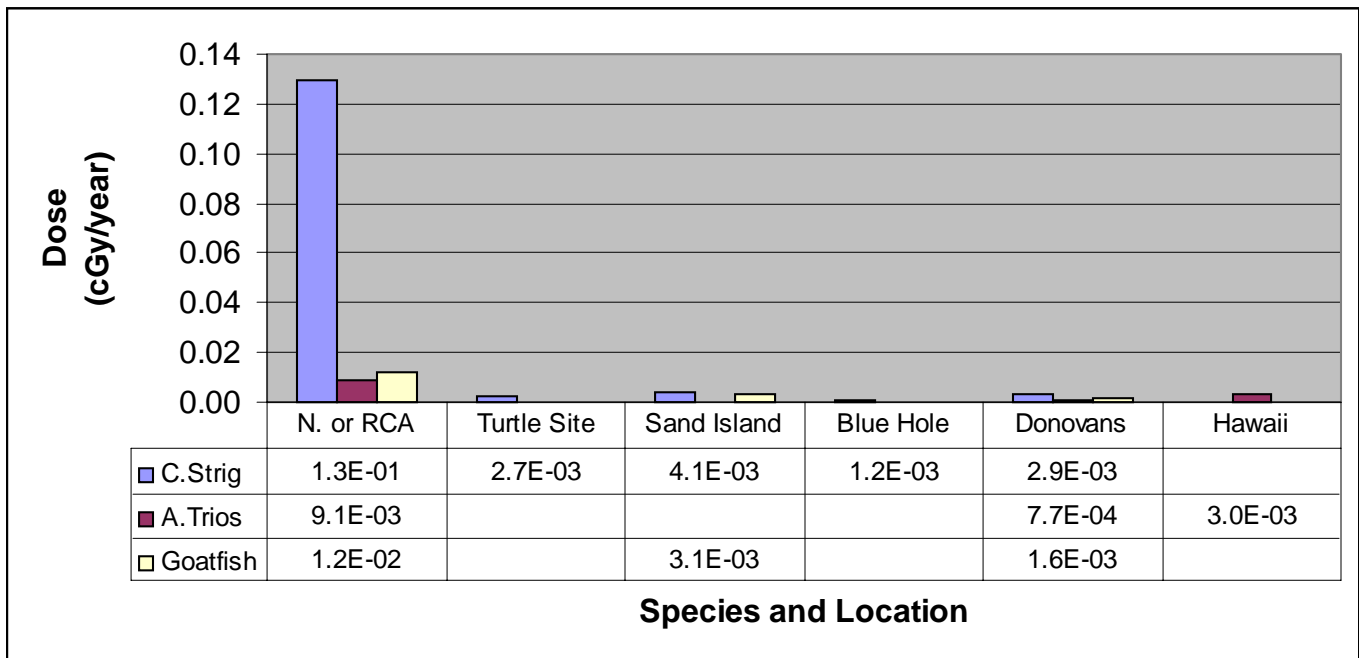 0.14
0.12
0.10
0.08
0.06
0.04
0.02
0.00
Dose
(cGy/year)
N. or RCA Turtle Site Sand Island Blue Hole Donovans Hawaii
C.Strig 1.3E-01 2.7E-03 4.1E-03 1.2E-03 2.9E-03
A.Trios 9.1E-03 7.7E-04 3.0E-03
Goatfish 1.2E-02 3.1E-03 1.6E-03
Species and Location